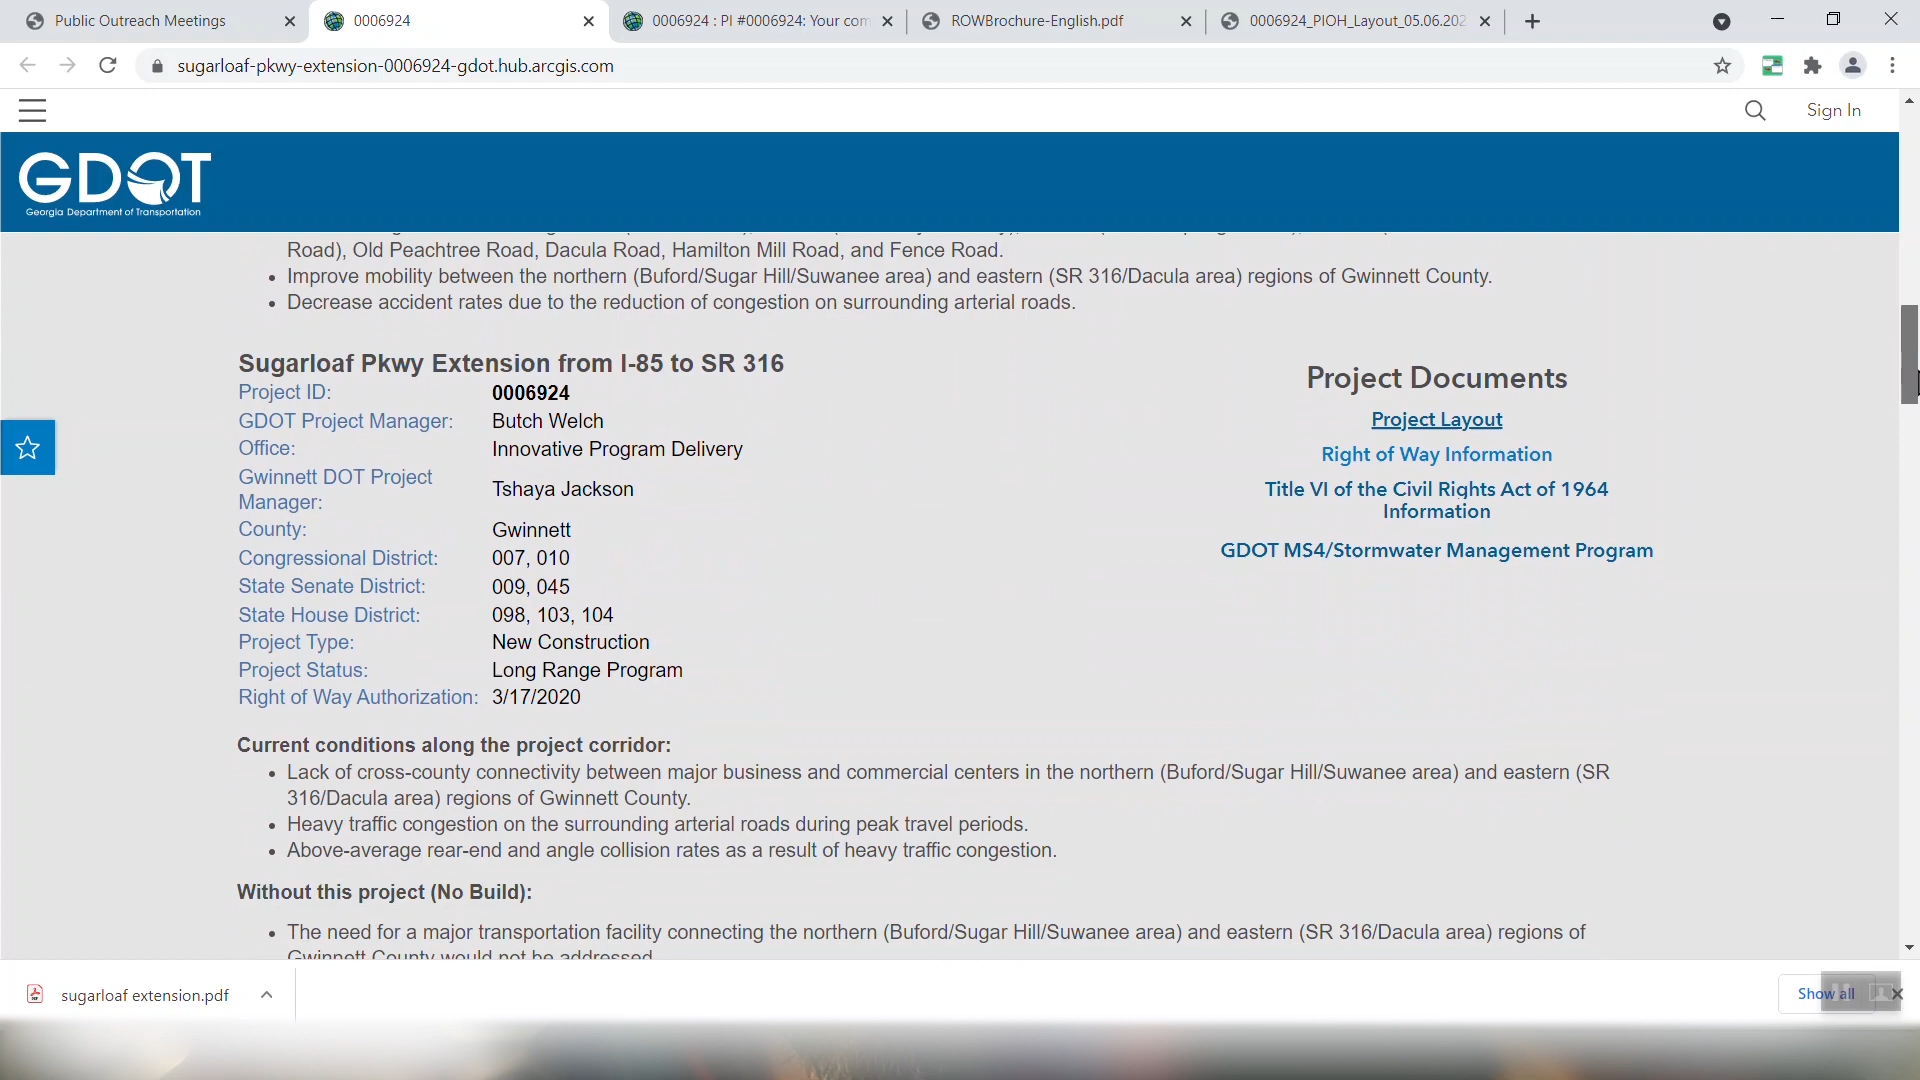 Public Outreach Meetings
0006924
0006924 : PI #0006924: Your com
ROWBrochure-English.pdf
0006924_PIOH_Layout_05.06.202
sugarloaf-pkwy-extension-0006924-gdot.hub.arcgis.com
Sign In
GDOT
Georgia Department of Transportation
Road), Old Peachtree Road, Dacula Road, Hamilton Mill Road, and Fence Road.
• Improve mobility between the northern (Buford/Sugar Hill/Suwanee area) and eastern (SR 316/Dacula area) regions of Gwinnett County.
• Decrease accident rates due to the reduction of congestion on surrounding arterial roads.
Sugarloaf Pkwy Extension from I-85 to SR 316
Project ID: 0006924
GDOT Project Manager: Butch Welch
Office: Innovative Program Delivery
Gwinnett DOT Project
Manager: Tshaya Jackson
County: Gwinnett
Congressional District: 007, 010
State Senate District: 009, 045
State House District: 098, 103, 104
Project Type: New Construction
Project Status: Long Range Program
Right of Way Authorization: 3/17/2020
Project Documents
Project Layout
Right of Way Information
Title VI of the Civil Rights Act of 1964
Information
GDOT MS4/Stormwater Management Program
Current conditions along the project corridor:
• Lack of cross-county connectivity between major business and commercial centers in the northern (Buford/Sugar Hill/Suwanee area) and eastern (SR
316/Dacula area) regions of Gwinnett County.
• Heavy traffic congestion on the surrounding arterial roads during peak travel periods.
• Above-average rear-end and angle collision rates as a result of heavy traffic congestion.
Without this project (No Build):
• The need for a major transportation facility connecting the northern (Buford/Sugar Hill/Suwanee area) and eastern (SR 316/Dacula area) regions of
Gwinnett County would not be addressed
sugarloaf extension.pdf
Show all